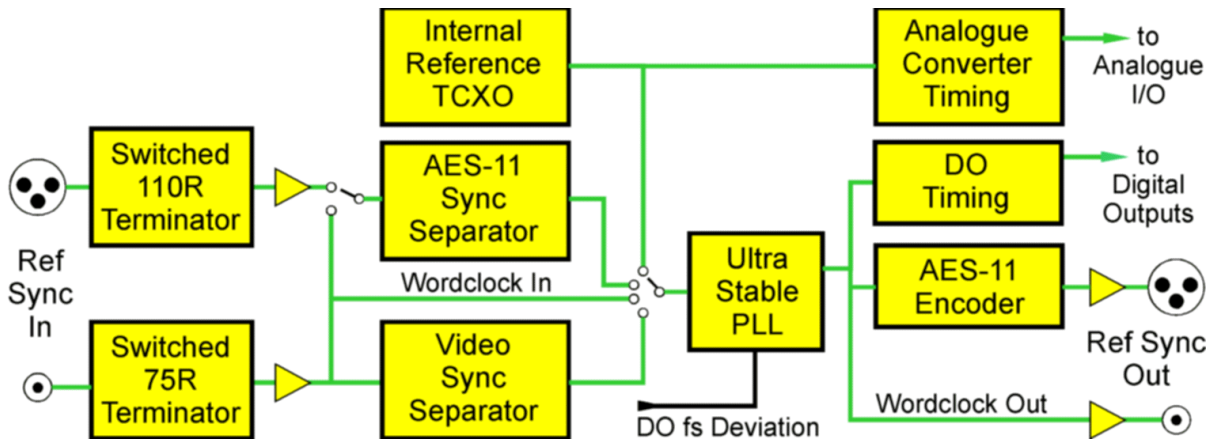 Internal
Reference
TCXO
Analogue
Converter
Timing
to
Analogue
I/O
Switched
110R
Terminator
AES-11
Sync
Separator
DO
Timing
to
Digital
Outputs
Ref
Sync
In
Wordclock In
Ultra
Stable
PLL
AES-11
Encoder
Ref Sync
Out
Switched
75R
Terminator
Video
Sync
Separator
DO fs Deviation
Wordclock Out